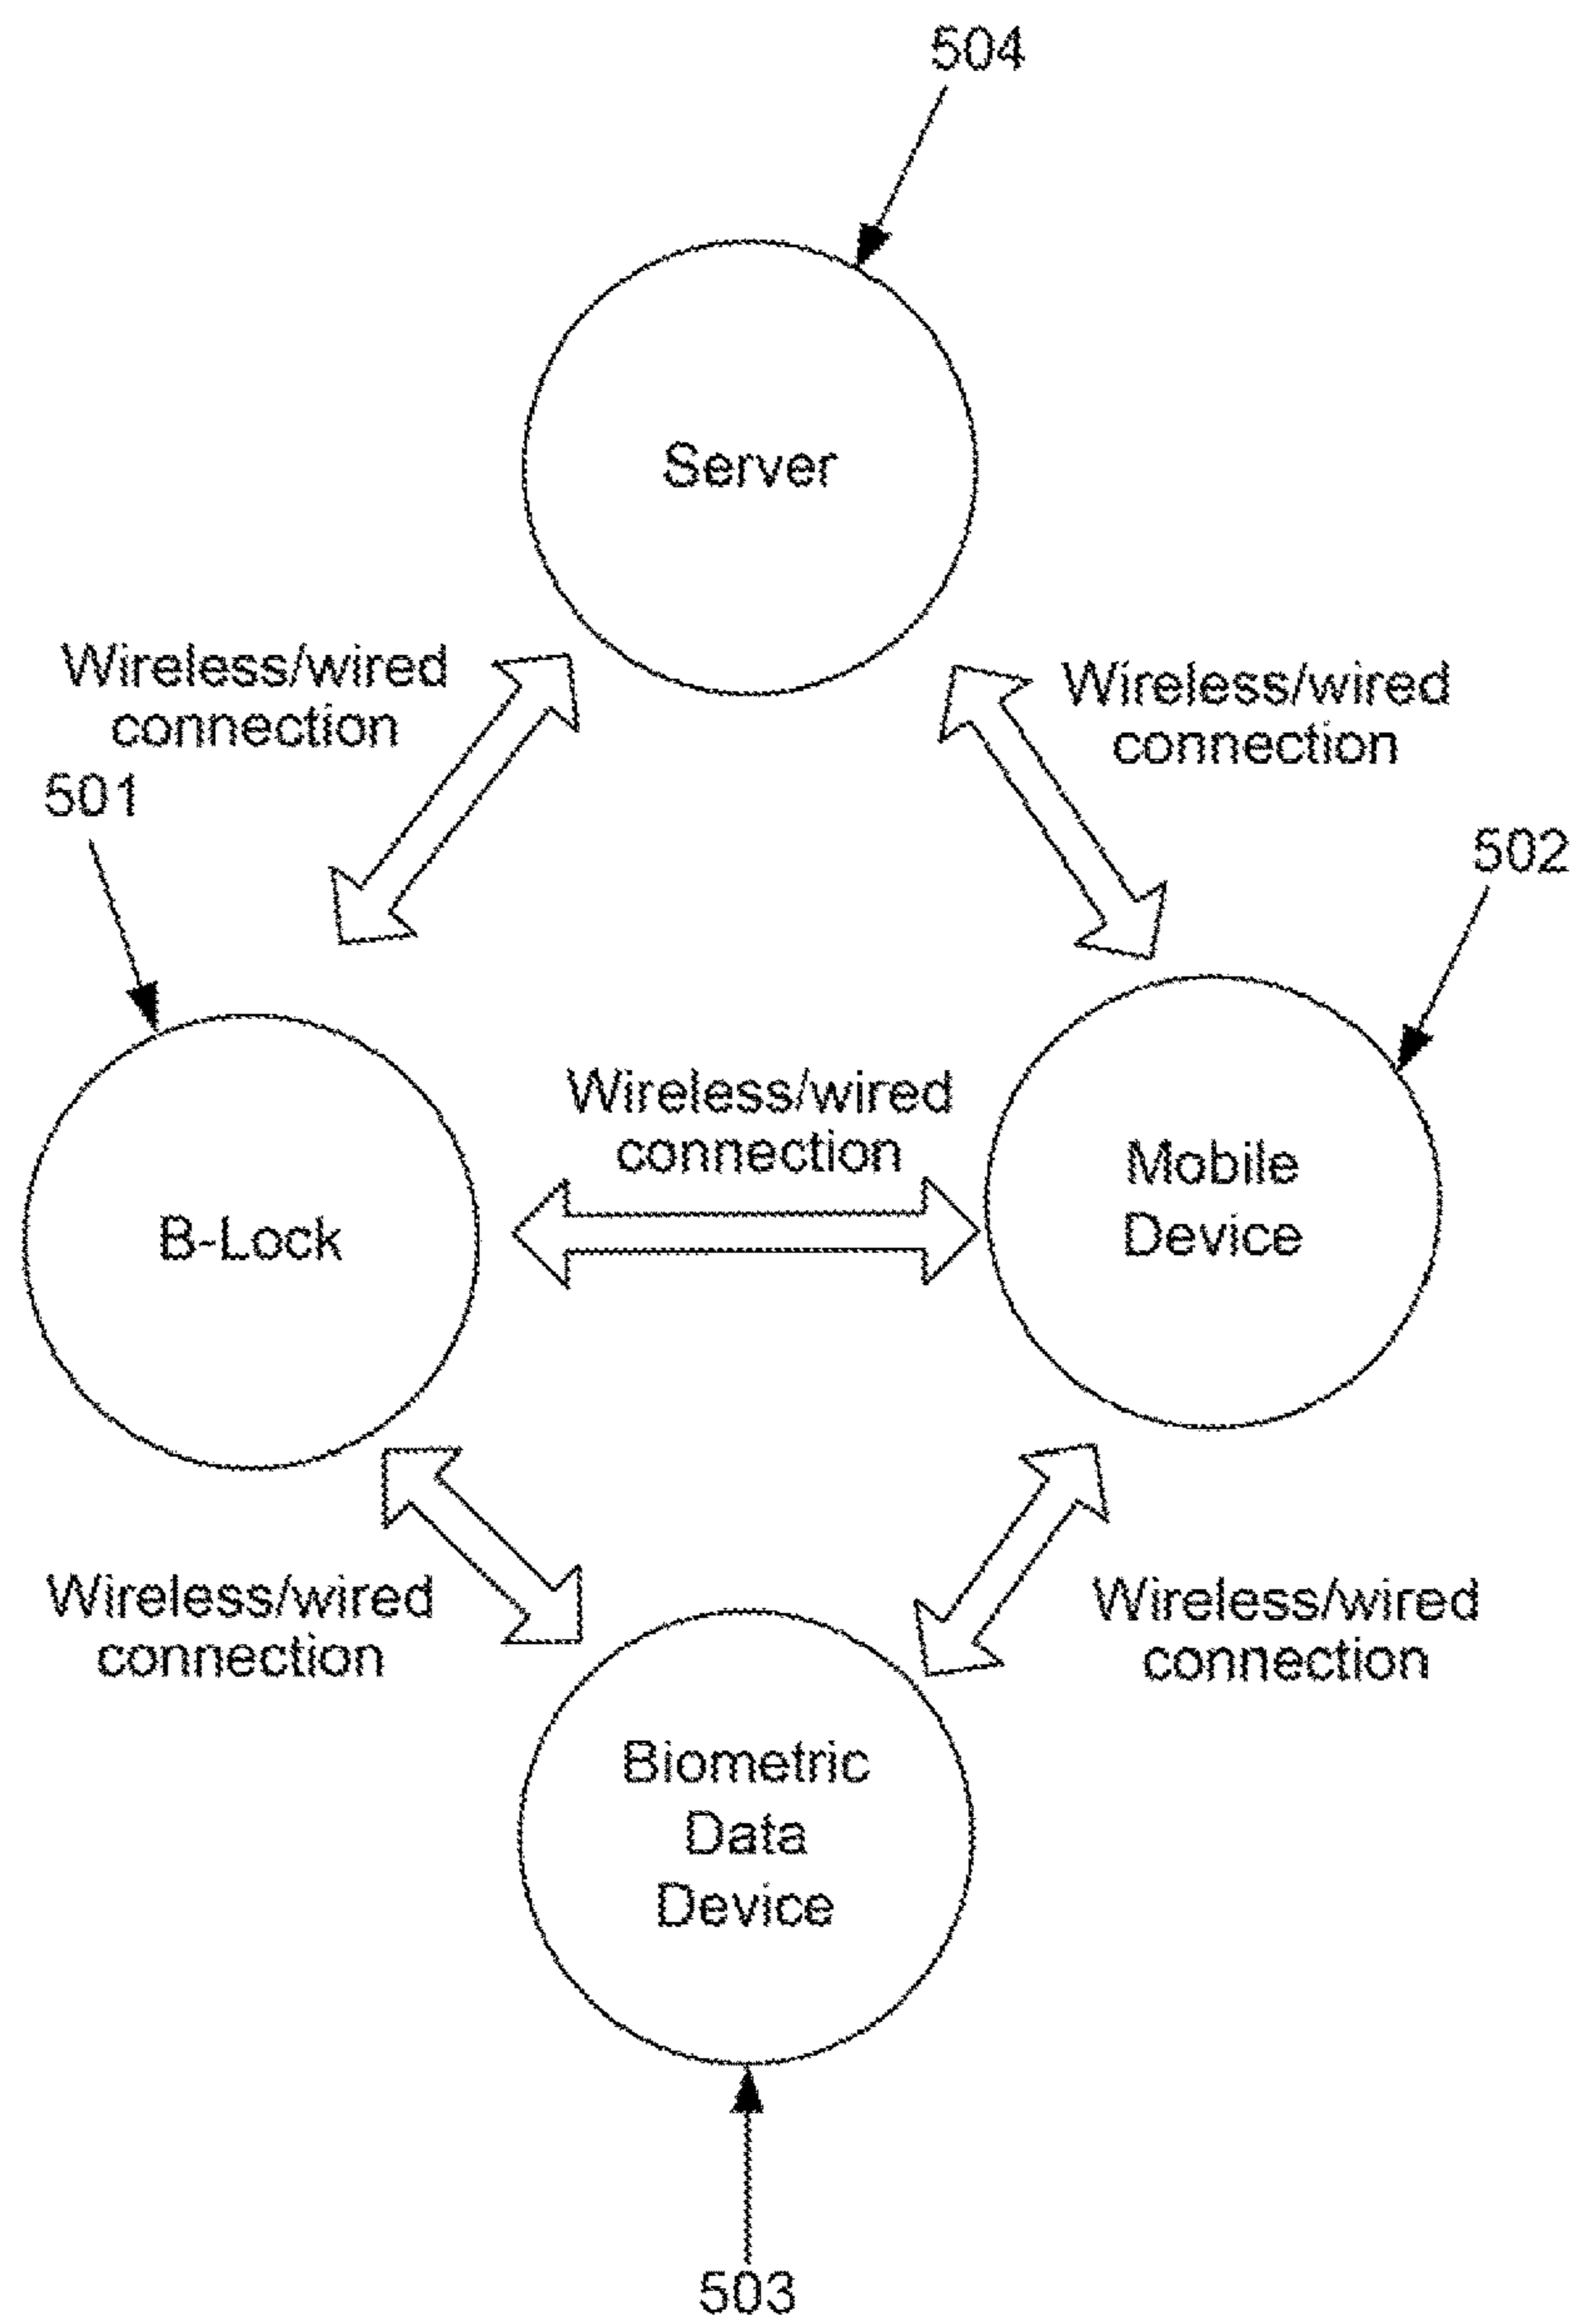 504
Server
Wireless/wired
connection
Wireless/wired
connection
501
502
Wireless/wired
connection
B-Lock
Mobile
Device
Wireless/wired
connection
Wireless/wired
connection
Biometric
Data
Device
503